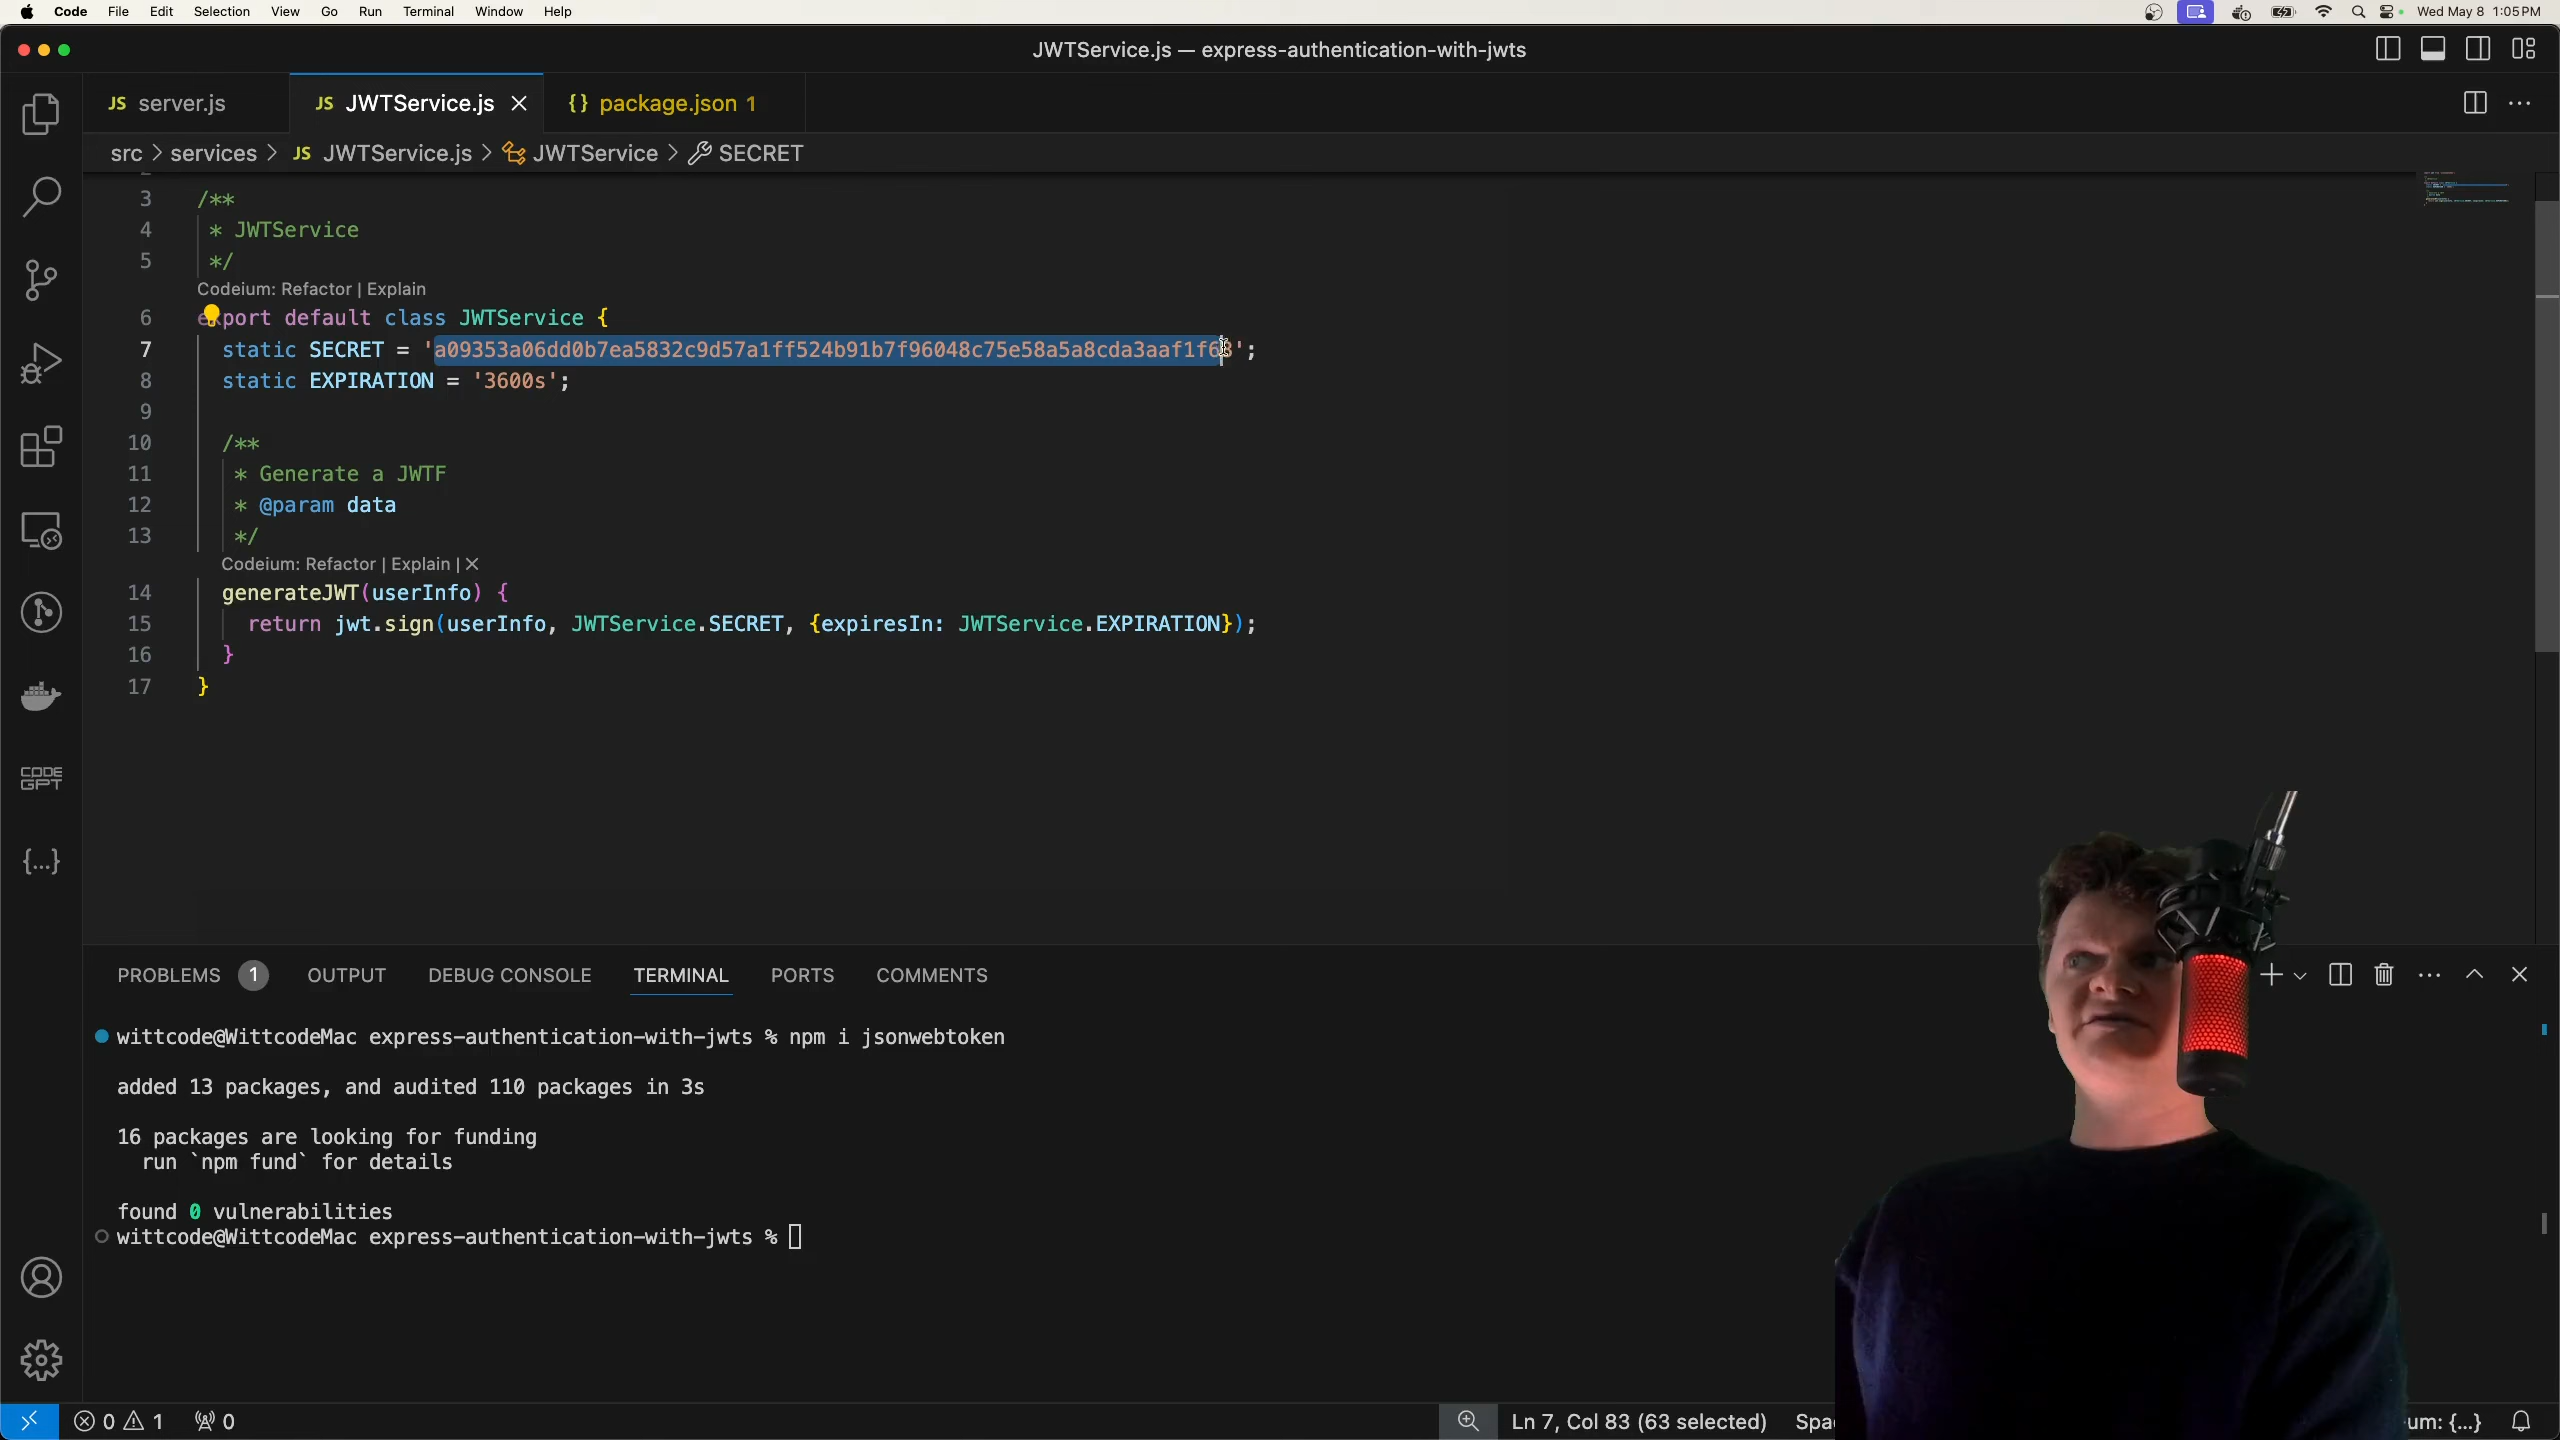 Code File Edit Selection View Go Run Terminal Window Help Wed May 8 1:05 PM
JWTService.js — express-authentication-with-jwts
JS server.js JS JWTService.js {} package.json 1
src > services > JS JWTService.js > JWTService > SECRET
3 /**
4 * JWTService
5 */
Codeium: Refactor | Explain
6 export default class JWTService {
7 static SECRET = 'a09353a06dd0b7ea5832c9d57a1ff524b91b7f96048c75e58a5a8cda3aaf1f63';
8 static EXPIRATION = '3600s';
9
10 /**
11 * Generate a JWTF
12 * @param data
13 */
Codeium: Refactor | Explain | X
14 generateJWT(userInfo) {
15 return jwt.sign(userInfo, JWTService.SECRET, {expiresIn: JWTService.EXPIRATION});
16 }
17 }
CODE
GPT
{...}
PROBLEMS 1 OUTPUT DEBUG CONSOLE TERMINAL PORTS COMMENTS
wittcode@WittcodeMac express-authentication-with-jwts % npm i jsonwebtoken
added 13 packages, and audited 110 packages in 3s
16 packages are looking for funding
run `npm fund` for details
found 0 vulnerabilities
wittcode@WittcodeMac express-authentication-with-jwts %
0 1 0 Ln 7, Col 83 (63 selected) Spac um: {...}